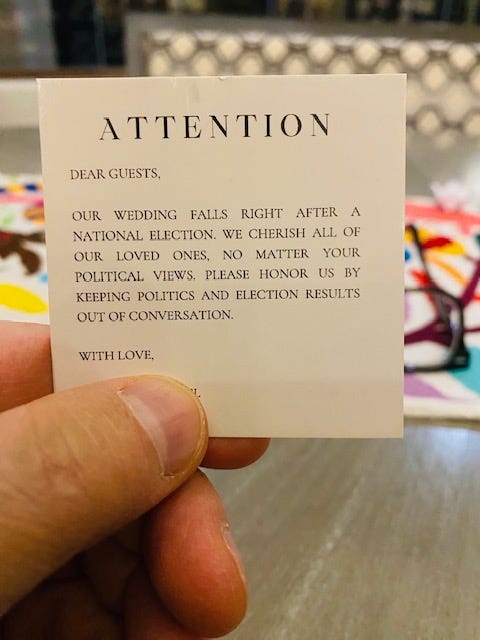 ATTENTION
DEAR GUESTS,
OUR WEDDING FALLS RIGHT AFTER A
NATIONAL ELECTION. WE CHERISH ALL OF
OUR LOVED ONES, NO MATTER YOUR
POLITICAL VIEWS. PLEASE HONOR US BY
KEEPING POLITICS AND ELECTION RESULTS
OUT OF CONVERSATION.
WITH LOVE,